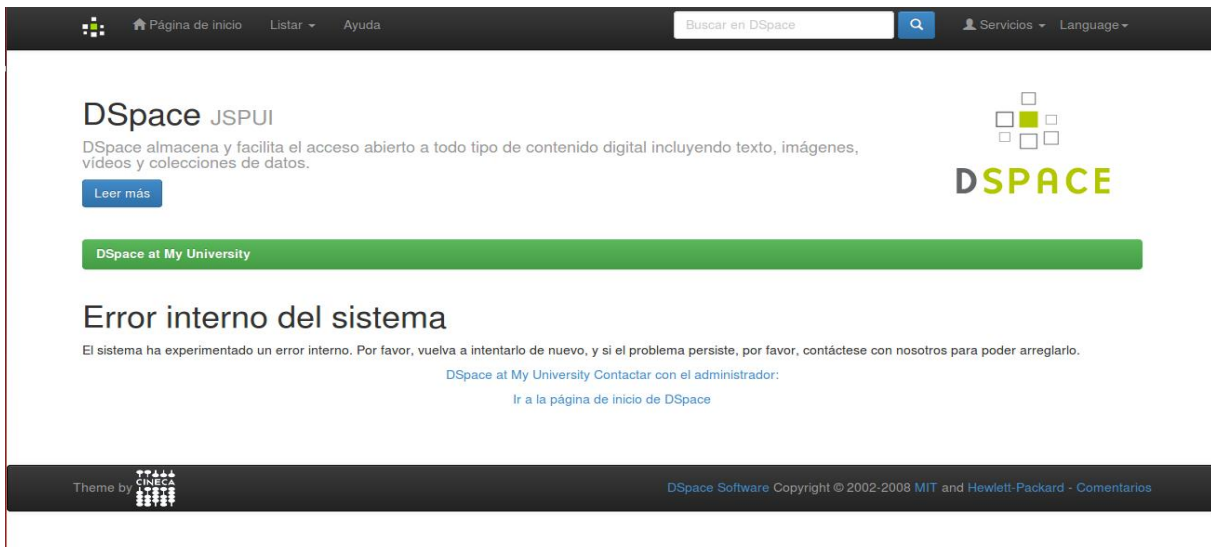 Página de inicio Listar Ayuda Buscar en DSpace Servicios Language
DSpace JSPUI
DSpace almacena y facilita el acceso abierto a todo tipo de contenido digital incluyendo texto, imágenes,
vídeos y colecciones de datos.
Leer más
DSPACE
DSpace at My University
Error interno del sistema
El sistema ha experimentado un error interno. Por favor, vuelva a intentarlo de nuevo, y si el problema persiste, por favor, contáctese con nosotros para poder arreglarlo.
DSpace at My University Contactar con el administrador:
Ir a la página de inicio de DSpace
Theme by CINECA DSpace Software Copyright © 2002-2008 MIT and Hewlett-Packard - Comentarios